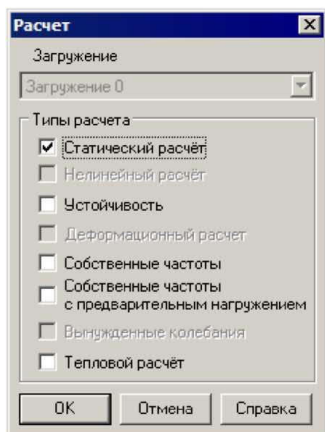 Расчет
Загружение
Загружение 0
Типы расчета
Статический расчёт
Нелинейный расчёт
Устойчивость
Деформационный расчет
Собственные частоты
Собственные частоты
с предварительным нагружением
Вынужденные колебания
Тепловой расчёт
OK Отмена Справка